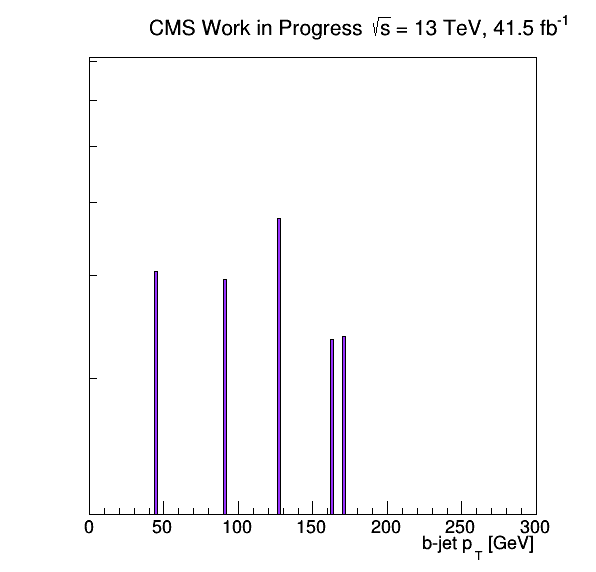 CMS Work in Progress √s = 13 TeV, 41.5 fb⁻¹
0 50 100 150 200 250 300
b-jet p_T [GeV]